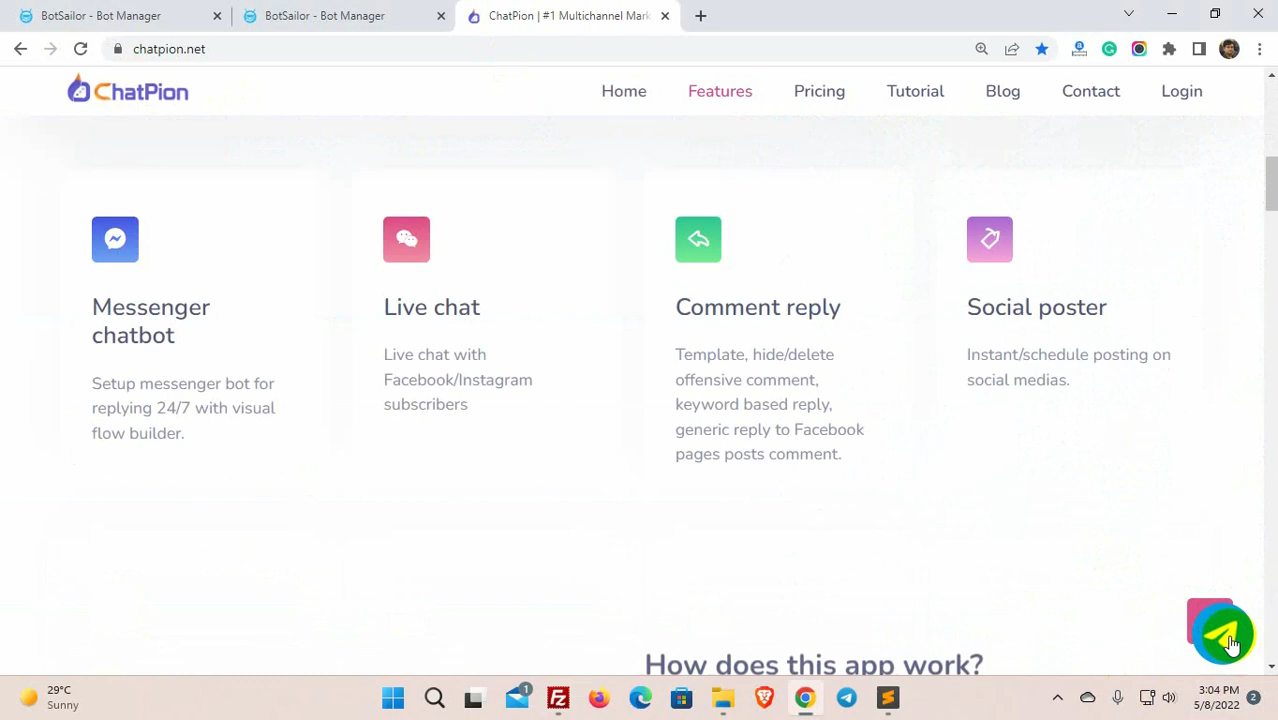 BotSailor - Bot Manager
BotSailor - Bot Manager
ChatPion | #1 Multichannel Mark
chatpion.net
ChatPion
Home
Features
Pricing
Tutorial
Blog
Contact
Login
Messenger
chatbot
Setup messenger bot for
replying 24/7 with visual
flow builder.
Live chat
Live chat with
Facebook/Instagram
subscribers
Comment reply
Template, hide/delete
offensive comment,
keyword based reply,
generic reply to Facebook
pages posts comment.
Social poster
Instant/schedule posting on
social medias.
How does this app work?
29°C
Sunny
1
3:04 PM
5/8/2022
2